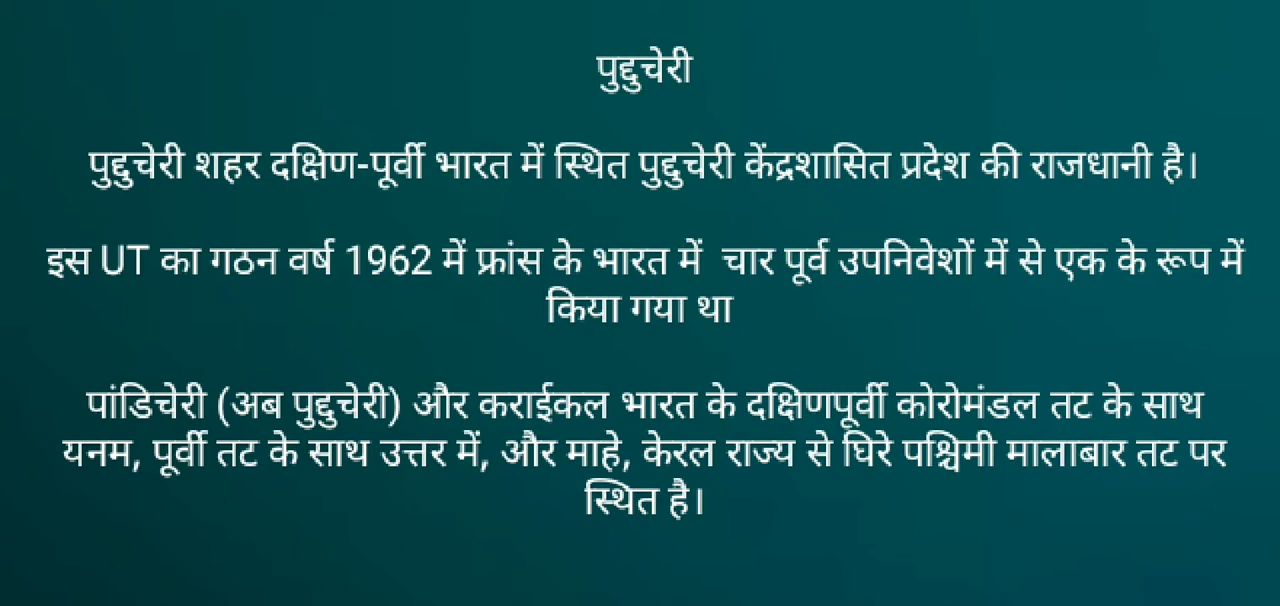 पुद्दुचेरी
पुद्दुचेरी शहर दक्षिण-पूर्वी भारत में स्थित पुद्दुचेरी केंद्रशासित प्रदेश की राजधानी है।
इस UT का गठन वर्ष 1962 में फ्रांस के भारत में चार पूर्व उपनिवेशों में से एक के रूप में
किया गया था
पांडिचेरी (अब पुद्दुचेरी) और कराईकल भारत के दक्षिणपूर्वी कोरोमंडल तट के साथ
यनम, पूर्वी तट के साथ उत्तर में, और माहे, केरल राज्य से घिरे पश्चिमी मालाबार तट पर
स्थित है।